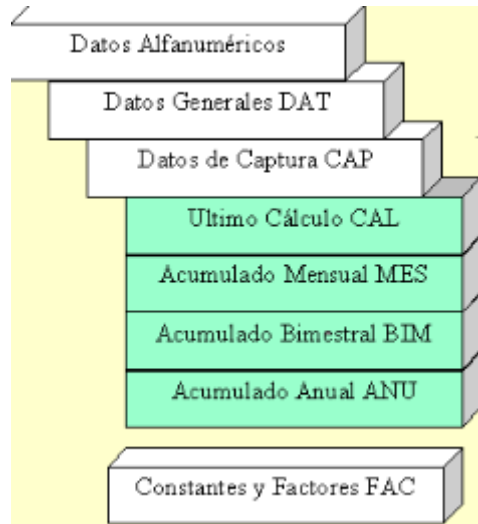 Datos Alfanuméricos
Datos Generales DAT
Datos de Captura CAP
Ultimo Cálculo CAL
Acumulado Mensual MES
Acumulado Bimestral BIM
Acumulado Anual ANU
Constantes y Factores FAC